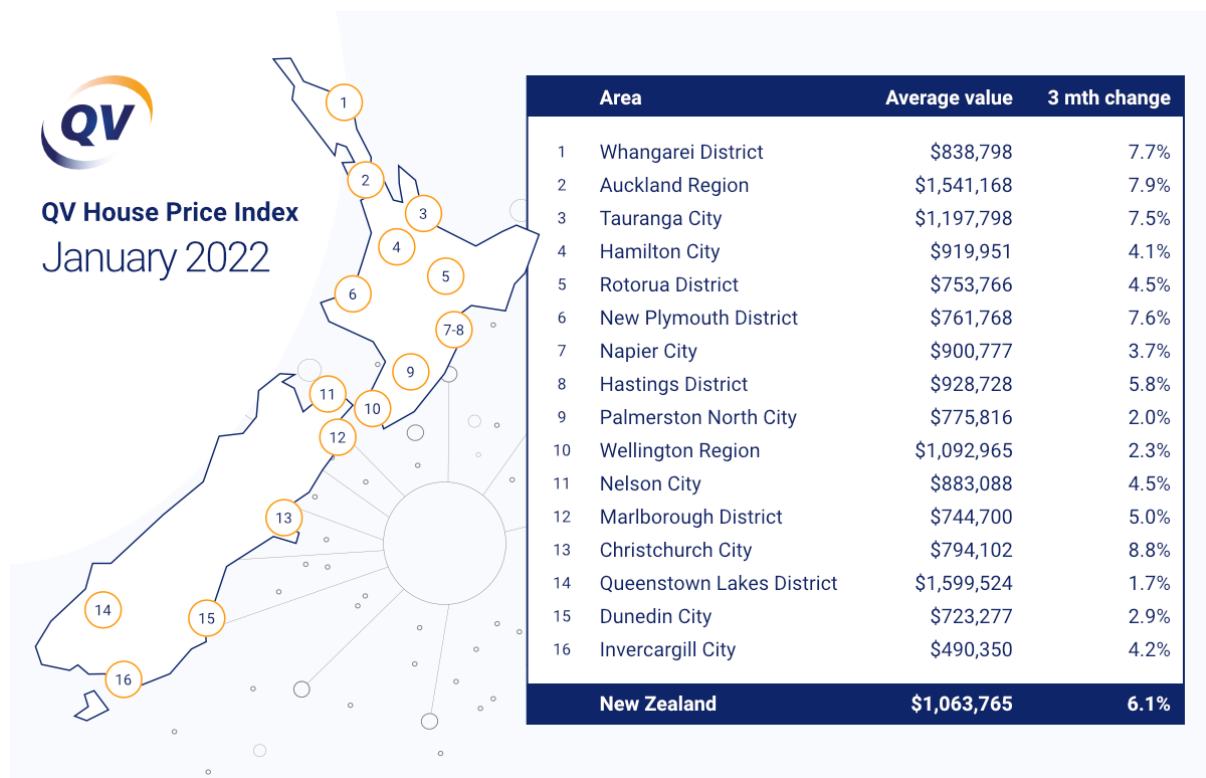 QV
QV House Price Index
January 2022
1
2
3
4
5
6
7-8
9
10
11
12
13
14
15
16
Area Average value 3 mth change
1 Whangarei District $838,798 7.7%
2 Auckland Region $1,541,168 7.9%
3 Tauranga City $1,197,798 7.5%
4 Hamilton City $919,951 4.1%
5 Rotorua District $753,766 4.5%
6 New Plymouth District $761,768 7.6%
7 Napier City $900,777 3.7%
8 Hastings District $928,728 5.8%
9 Palmerston North City $775,816 2.0%
10 Wellington Region $1,092,965 2.3%
11 Nelson City $883,088 4.5%
12 Marlborough District $744,700 5.0%
13 Christchurch City $794,102 8.8%
14 Queenstown Lakes District $1,599,524 1.7%
15 Dunedin City $723,277 2.9%
16 Invercargill City $490,350 4.2%
New Zealand $1,063,765 6.1%